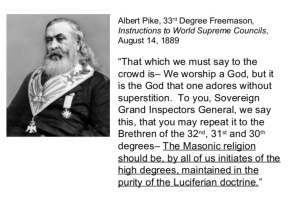 Albert Pike, 33rd Degree Freemason,
Instructions to World Supreme Councils,
August 14, 1889
“That which we must say to the
crowd is– We worship a God, but it
is the God that one adores without
superstition. To you, Sovereign
Grand Inspectors General, we say
this, that you may repeat it to the
Brethren of the 32nd, 31st and 30th
degrees– The Masonic religion
should be, by all of us initiates of the
high degrees, maintained in the
purity of the Luciferian doctrine.”